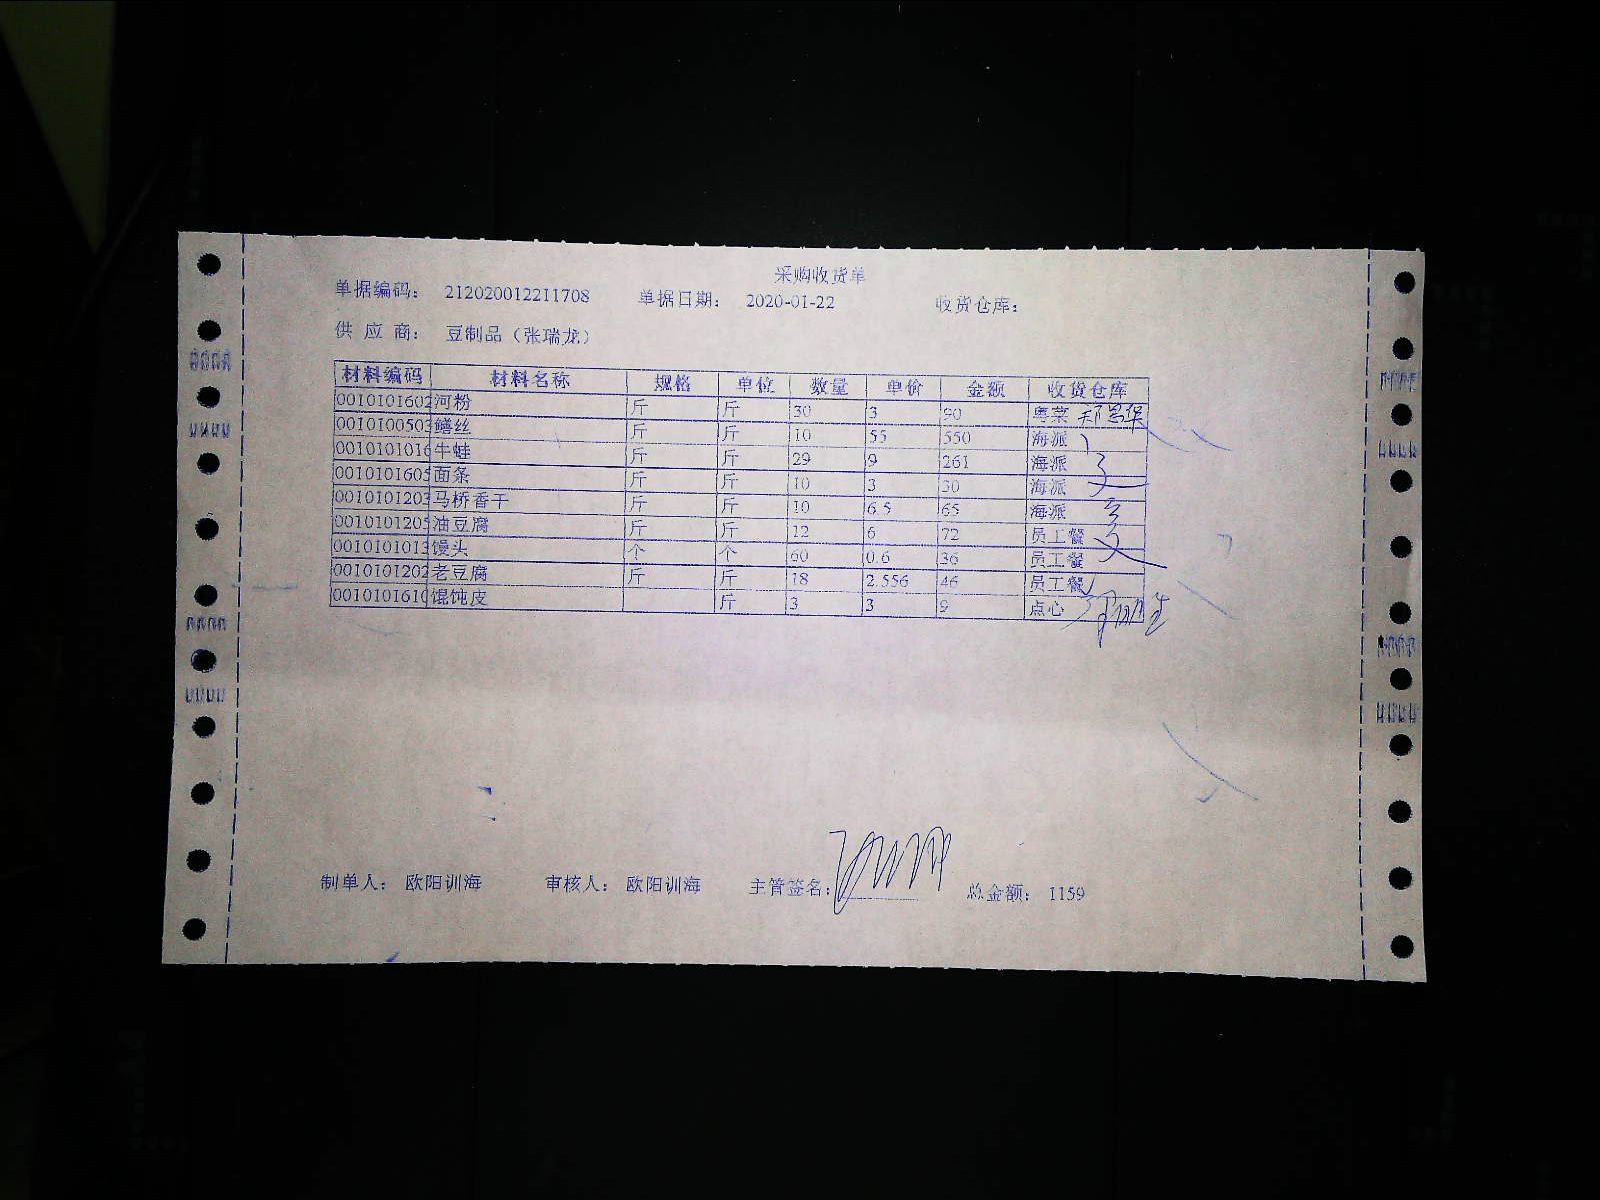 采购收货单
单据编码： 212020012211708 单据日期： 2020-01-22 收货仓库：
供 应 商： 豆制品（张瑞龙）
材料编码 材料名称 规格 单位 数量 单价 金额 收货仓库
0010101602 河粉 斤 斤 30 3 90 粤菜
0010100503 鳝丝 斤 斤 10 55 550 海派
0010101016 牛蛙 斤 斤 29 9 261 海派
0010101605 面条 斤 斤 10 3 30 海派
0010101203 马桥香干 斤 斤 10 6.5 65 海派
0010101205 油豆腐 斤 斤 12 6 72 员工餐
0010101013 馒头 个 个 60 0.6 36 员工餐
0010101202 老豆腐 斤 斤 18 2.556 46 员工餐
0010101610 馄饨皮 斤 3 3 9 点心
制单人： 欧阳训海 审核人： 欧阳训海 主管签名： 总金额： 1159